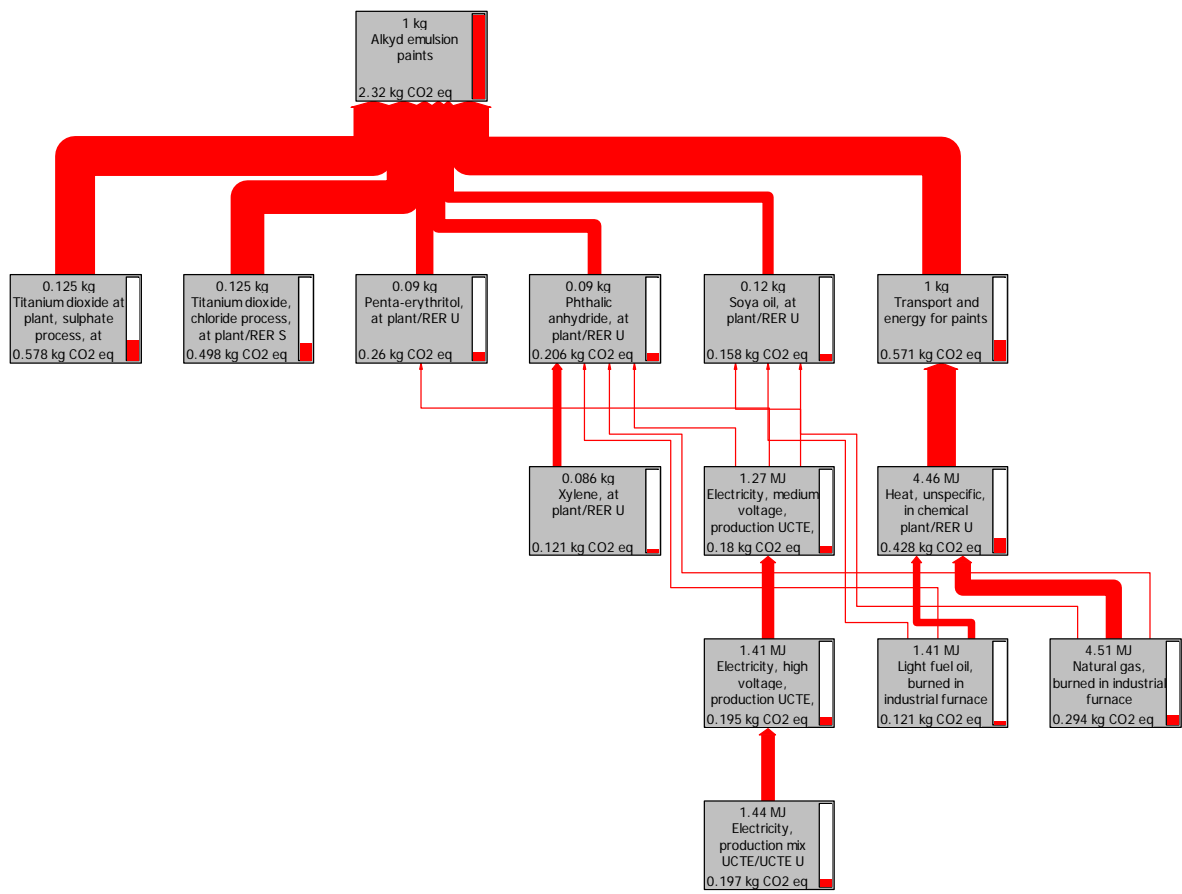 1 kg
Alkyd emulsion
paints
2.32 kg CO2 eq
0.125 kg
Titanium dioxide at
plant, sulphate
process, at
0.578 kg CO2 eq
0.125 kg
Titanium dioxide,
chloride process,
at plant/RER S
0.498 kg CO2 eq
0.09 kg
Penta-erythritol,
at plant/RER U
0.26 kg CO2 eq
0.09 kg
Phthalic
anhydride, at
plant/RER U
0.206 kg CO2 eq
0.12 kg
Soya oil, at
plant/RER U
0.158 kg CO2 eq
1 kg
Transport and
energy for paints
0.571 kg CO2 eq
0.086 kg
Xylene, at
plant/RER U
0.121 kg CO2 eq
1.27 MJ
Electricity, medium
voltage,
production UCTE,
0.18 kg CO2 eq
4.46 MJ
Heat, unspecific,
in chemical
plant/RER U
0.428 kg CO2 eq
1.41 MJ
Electricity, high
voltage,
production UCTE,
0.195 kg CO2 eq
1.41 MJ
Light fuel oil,
burned in
industrial furnace
0.121 kg CO2 eq
4.51 MJ
Natural gas,
burned in industrial
furnace
0.294 kg CO2 eq
1.44 MJ
Electricity,
production mix
UCTE/UCTE U
0.197 kg CO2 eq